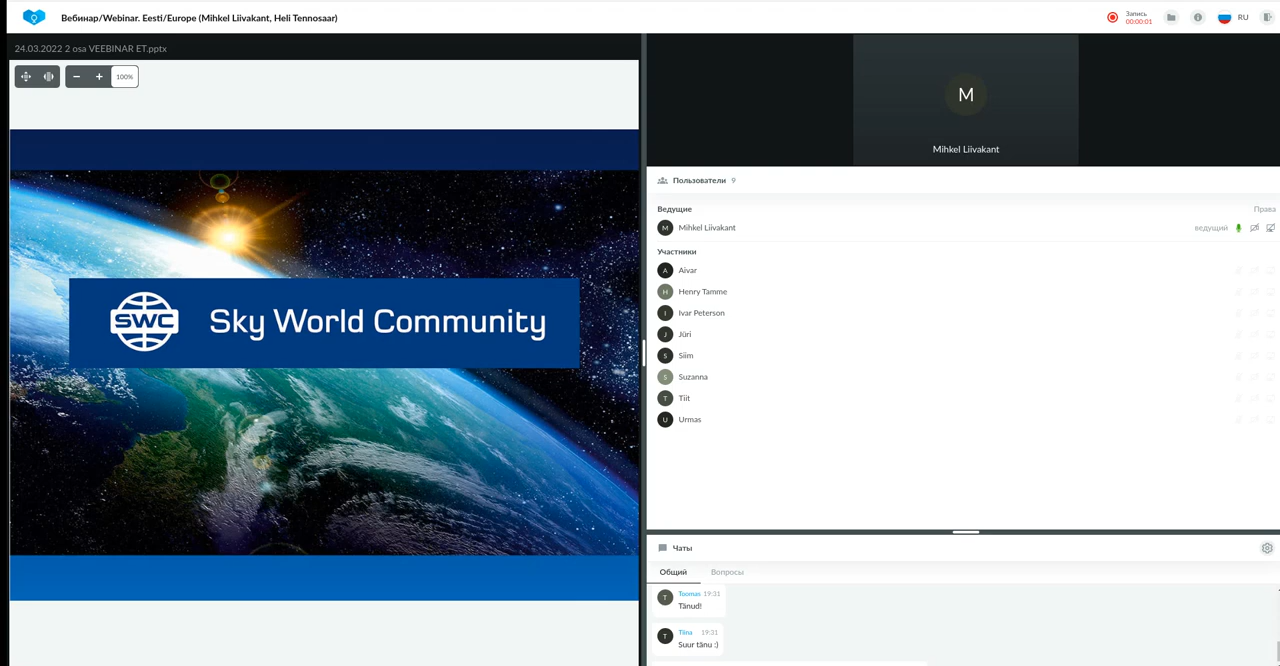 Вебинар/Webinar. Eesti/Europe (Mihkel Liivakant, Heli Tennosaar)
Запись
00:00:01
RU
24.03.2022 2 osa VEEBINAR ET.pptx
100%
SWC
Sky World Community
M
Mihkel Liivakant
Пользователи 9
Ведущие
Права
M Mihkel Liivakant ведущий
Участники
A Aivar
H Henry Tamme
I Ivar Peterson
J Jüri
S Siim
S Suzanna
T Tiit
U Urmas
Чаты
Общий Вопросы
T Toomas 19:31
Tänud!
T Tiina 19:31
Suur tänu :)